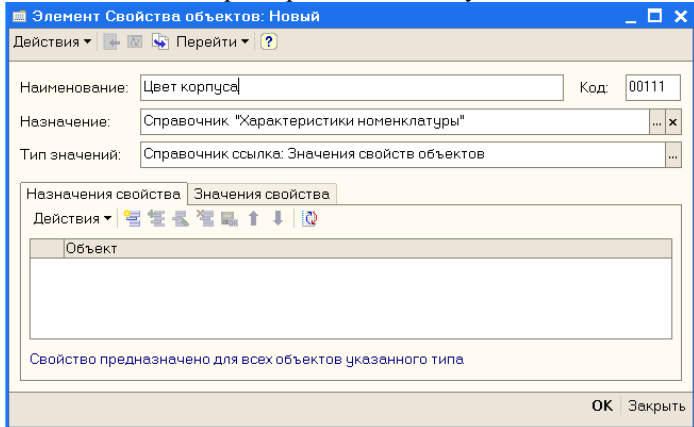 Элемент Свойства объектов: Новый
Действия Перейти ?
Наименование: Цвет корпуса Код: 00111
Назначение: Справочник "Характеристики номенклатуры" ... x
Тип значений: Справочник ссылка: Значения свойств объектов ...
Назначения свойства Значения свойства
Действия
Объект
Свойство предназначено для всех объектов указанного типа
OK Закрыть